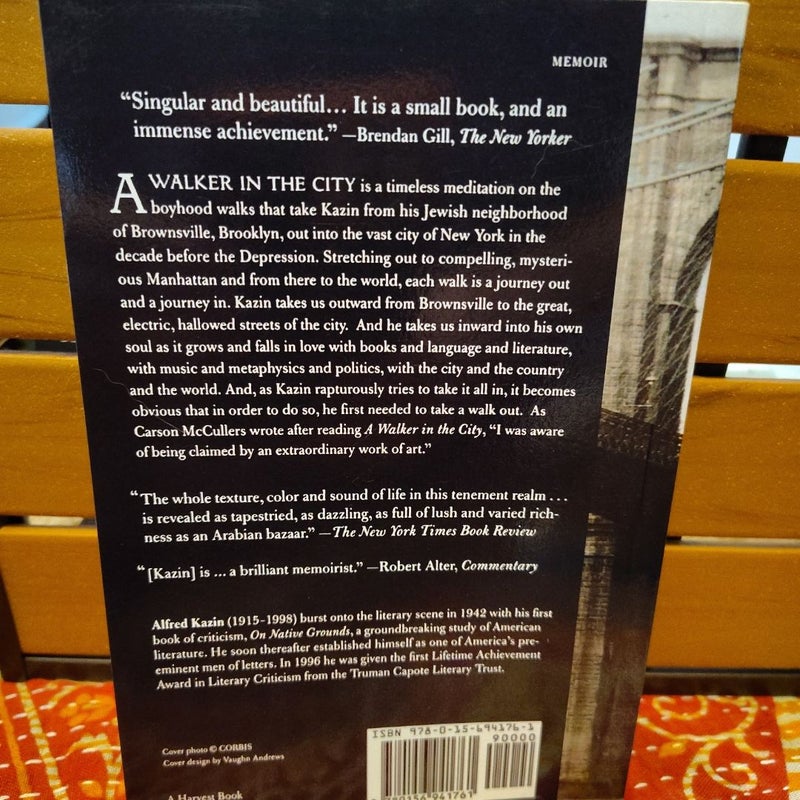 MEMOIR
“Singular and beautiful… It is a small book, and an
immense achievement.” —Brendan Gill, The New Yorker
A WALKER IN THE CITY is a timeless meditation on the
boyhood walks that take Kazin from his Jewish neighborhood
of Brownsville, Brooklyn, out into the vast city of New York in the
decade before the Depression. Stretching out to compelling, mysteri-
ous Manhattan and from there to the world, each walk is a journey out
and a journey in. Kazin takes us outward from Brownsville to the great,
electric, hallowed streets of the city. And he takes us inward into his own
soul as it grows and falls in love with books and language and literature,
with music and metaphysics and politics, with the city and the country
and the world. And, as Kazin rapturously tries to take it all in, it becomes
obvious that in order to do so, he first needed to take a walk out. As
Carson McCullers wrote after reading A Walker in the City, “I was aware
of being claimed by an extraordinary work of art.”
“The whole texture, color and sound of life in this tenement realm . . .
is revealed as tapestried, as dazzling, as full of lush and varied rich-
ness as an Arabian bazaar.” —The New York Times Book Review
“[Kazin] is ... a brilliant memoirist.” —Robert Alter, Commentary
Alfred Kazin (1915-1998) burst onto the literary scene in 1942 with his first
book of criticism, On Native Grounds, a groundbreaking study of American
literature. He soon thereafter established himself as one of America's pre-
eminent men of letters. In 1996 he was given the first Lifetime Achievement
Award in Literary Criticism from the Truman Capote Literary Trust.
Cover photo © CORBIS
Cover design by Vaughn Andrews
A Harvest Book
ISBN 978-0-15-694176-1
90000
9780156941761